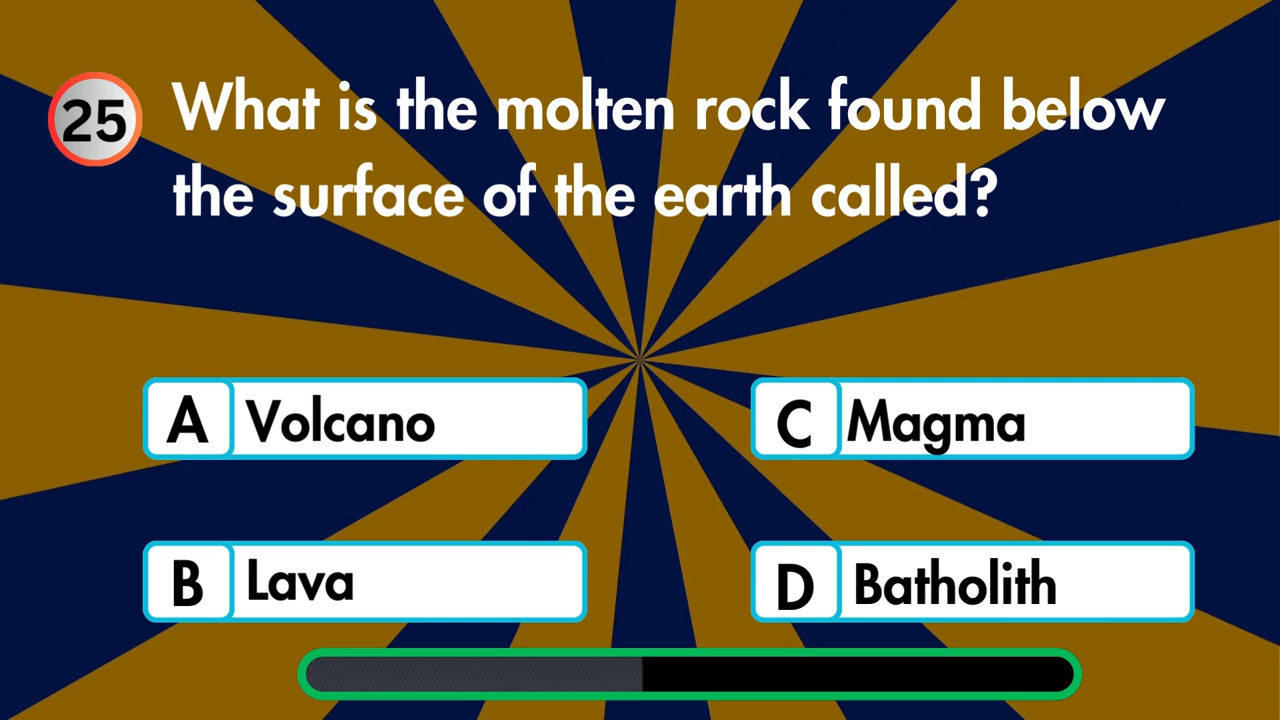 25
What is the molten rock found below
the surface of the earth called?
A Volcano
C Magma
B Lava
D Batholith